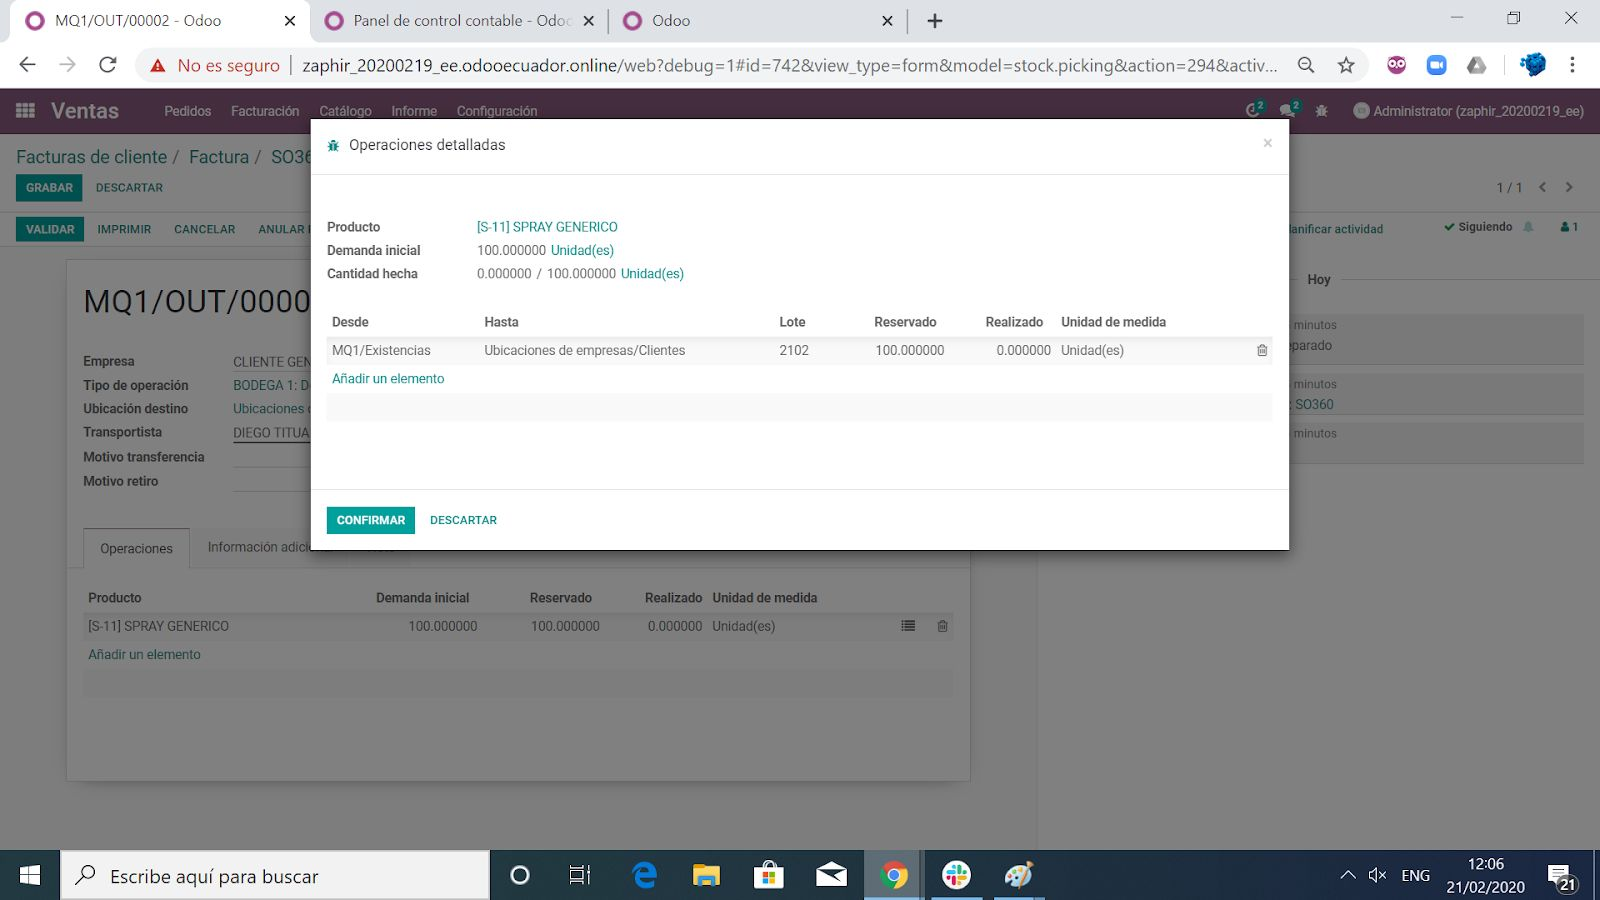 MQ1/OUT/00002 - Odoo
Panel de control contable - Odoo
Odoo
No es seguro
zaphir_20200219_ee.odooecuador.online/web?debug=1#id=742&view_type=form&model=stock.picking&action=294&activ...
Ventas
Pedidos
Facturación
Catálogo
Informe
Configuración
2
2
Administrator (zaphir_20200219_ee)
Facturas de cliente / Factura / SO36
GRABAR
DESCARTAR
1 / 1
VALIDAR
IMPRIMIR
CANCELAR
ANULAR
lanificar actividad
Siguiendo
1
Operaciones detalladas
×
Producto
[S-11] SPRAY GENERICO
Demanda inicial
100.000000 Unidad(es)
Cantidad hecha
0.000000 / 100.000000 Unidad(es)
Desde Hasta Lote Reservado Realizado Unidad de medida
MQ1/Existencias Ubicaciones de empresas/Clientes 2102 100.000000 0.000000 Unidad(es)
Añadir un elemento
CONFIRMAR
DESCARTAR
MQ1/OUT/0000
Empresa
CLIENTE GEN
Tipo de operación
BODEGA 1: D
Ubicación destino
Ubicaciones
Transportista
DIEGO TITUA
Motivo transferencia
Motivo retiro
Operaciones
Información adici
Producto Demanda inicial Reservado Realizado Unidad de medida
[S-11] SPRAY GENERICO 100.000000 100.000000 0.000000 Unidad(es)
Añadir un elemento
Hoy
minutos
eparado
minutos
: SO360
minutos
Escribe aquí para buscar
ENG
12:06
21/02/2020
21